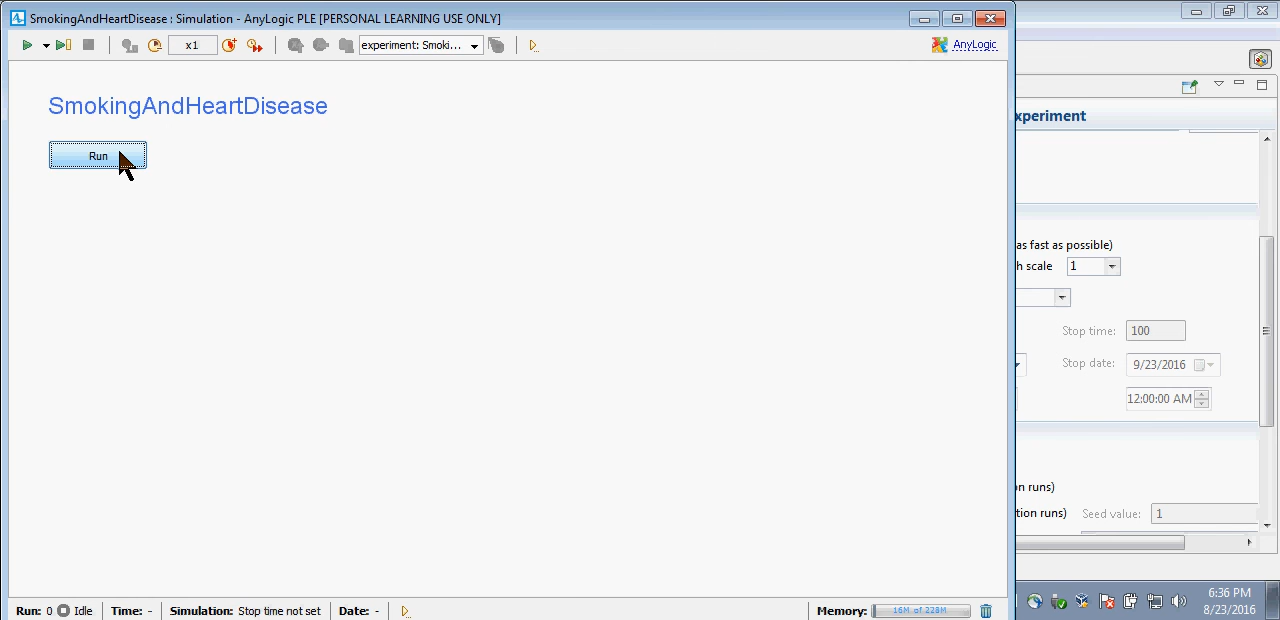 SmokingAndHeartDisease : Simulation - AnyLogic PLE [PERSONAL LEARNING USE ONLY]
x1
experiment: Smoki...
AnyLogic
SmokingAndHeartDisease
Run
xperiment
as fast as possible)
h scale 1
Stop time: 100
Stop date: 9/23/2016
12:00:00 AM
on runs)
tion runs) Seed value: 1
Run: 0 Idle Time: - Simulation: Stop time not set Date: - Memory: 16M of 228M
6:36 PM
8/23/2016